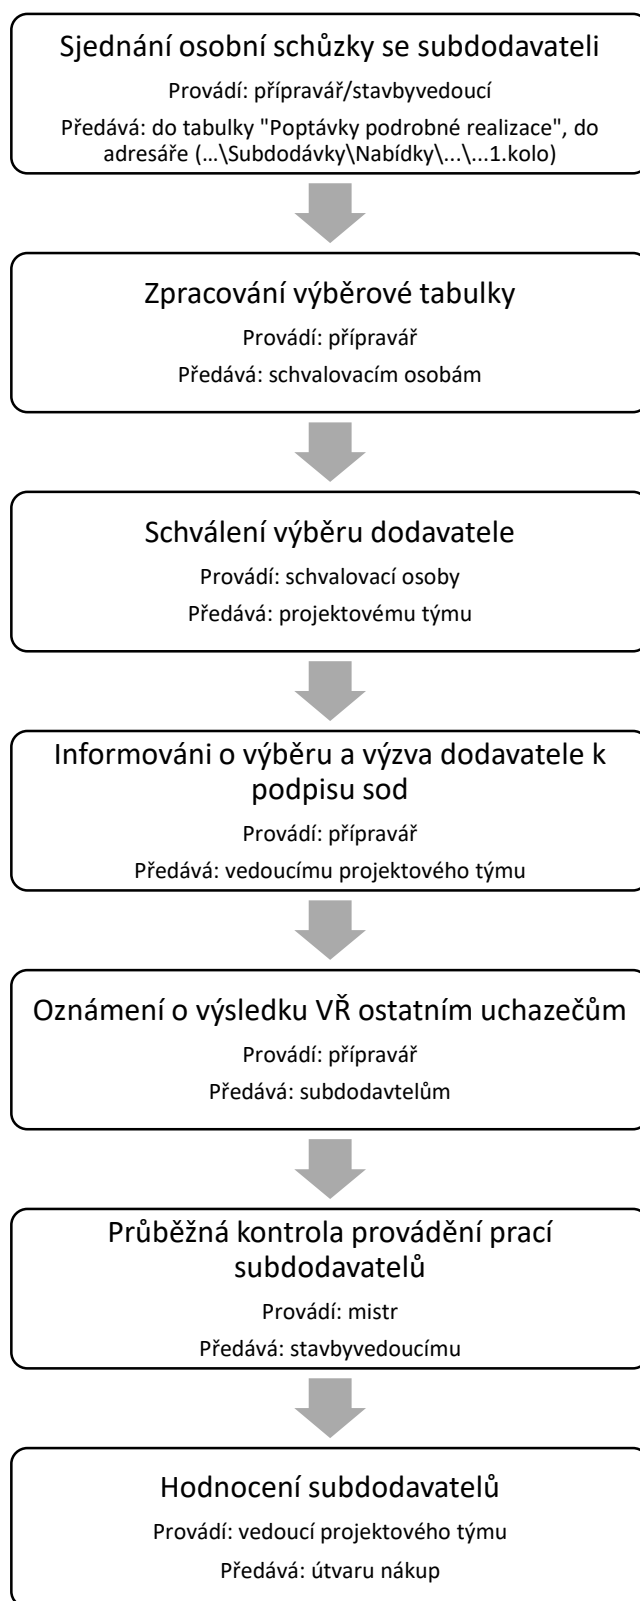 Sjednání osobní schůzky se subdodavateli
Provádí: přípravář/stavbyvedoucí
Předává: do tabulky "Poptávky podrobné realizace", do
adresáře (...\Subdodávky\Nabídky\...\...1.kolo)
Zpracování výběrové tabulky
Provádí: přípravář
Předává: schvalovacím osobám
Schválení výběru dodavatele
Provádí: schvalovací osoby
Předává: projektovému týmu
Informováni o výběru a výzva dodavatele k
podpisu sod
Provádí: přípravář
Předává: vedoucímu projektového týmu
Oznámení o výsledku VŘ ostatním uchazečům
Provádí: přípravář
Předává: subdodavtelům
Průběžná kontrola provádění prací
subdodavatelů
Provádí: mistr
Předává: stavbyvedoucímu
Hodnocení subdodavatelů
Provádí: vedoucí projektového týmu
Předává: útvaru nákup